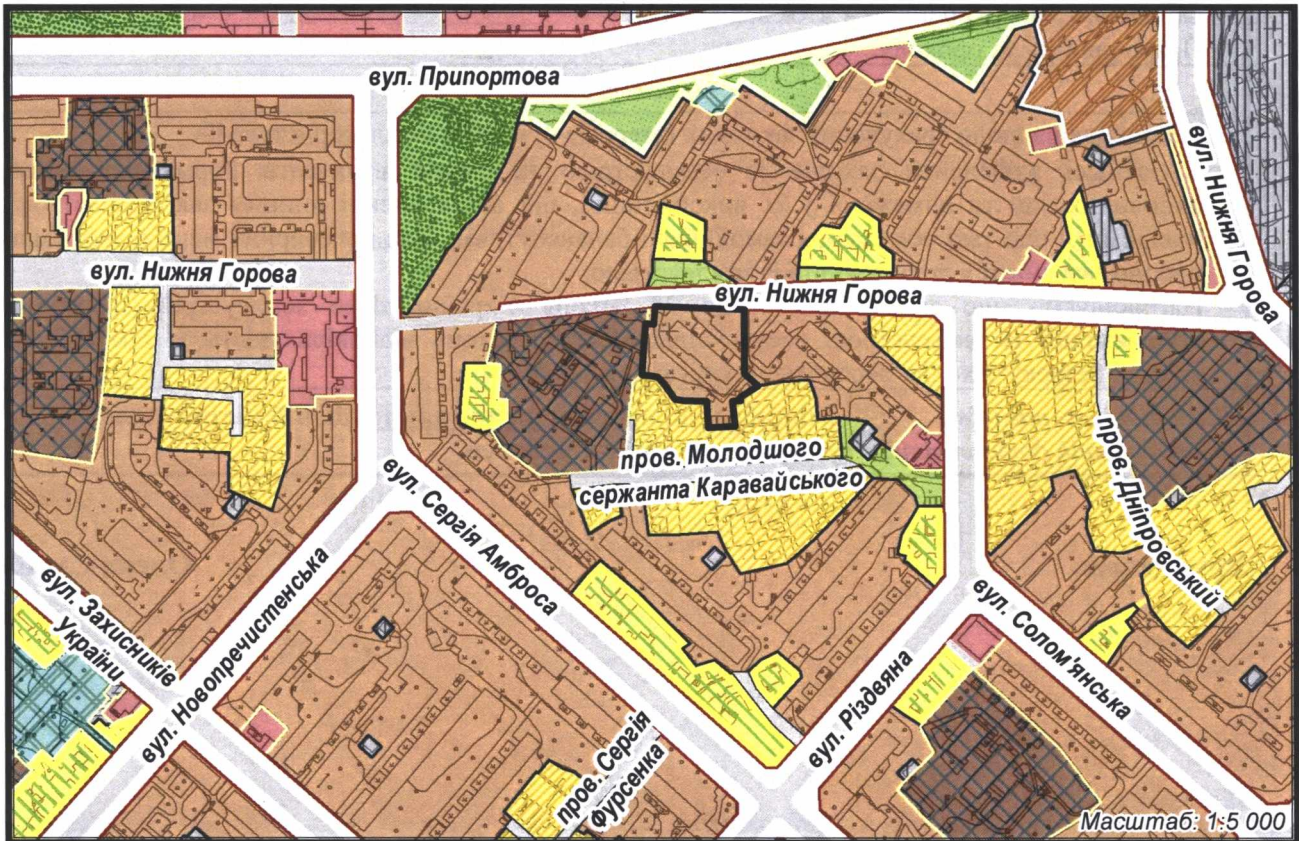 вул. Припортова
вул. Нижня Горова
вул. Нижня Горова
вул. Нижня Горова
пров. Молодшого
сержанта Каравайського
пров. Дніпровський
вул. Сергія Амброса
вул. Захисників
України
вул. Новопречистенська
вул. Солом'янська
вул. Різдвяна
пров. Сергія
Фурсенка
Масштаб: 1:5 000